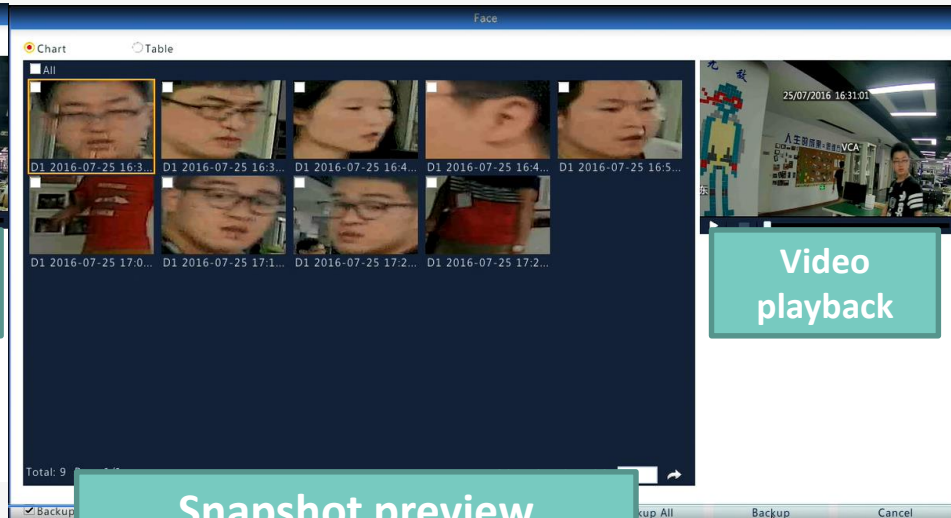 Face
Chart
Table
All
D1 2016-07-25 16:3...
D1 2016-07-25 16:3...
D1 2016-07-25 16:4...
D1 2016-07-25 16:4...
D1 2016-07-25 16:5...
D1 2016-07-25 17:0...
D1 2016-07-25 17:1...
D1 2016-07-25 17:2...
D1 2016-07-25 17:2...
25/07/2016 16:31:01
VCA
Video
playback
Total: 9
Snapshot preview
Backup
kup All
Backup
Cancel